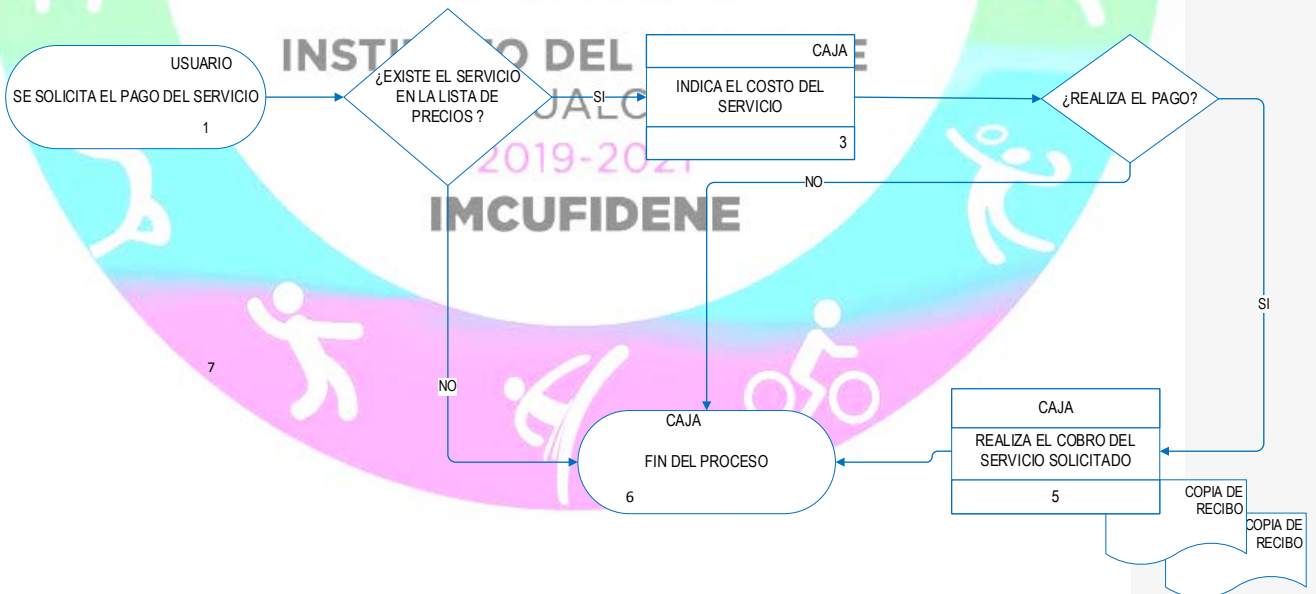 USUARIO
SE SOLICITA EL PAGO DEL SERVICIO
1
¿EXISTE EL SERVICIO
EN LA LISTA DE
PRECIOS ?
SI
CAJA
INDICA EL COSTO DEL
SERVICIO
3
¿REALIZA EL PAGO?
DEL
2019-2021
IMCUFIDENE
NO
SI
7
NO
CAJA
FIN DEL PROCESO
6
CAJA
REALIZA EL COBRO DEL
SERVICIO SOLICITADO
5
COPIA DE
RECIBO
COPIA DE
RECIBO